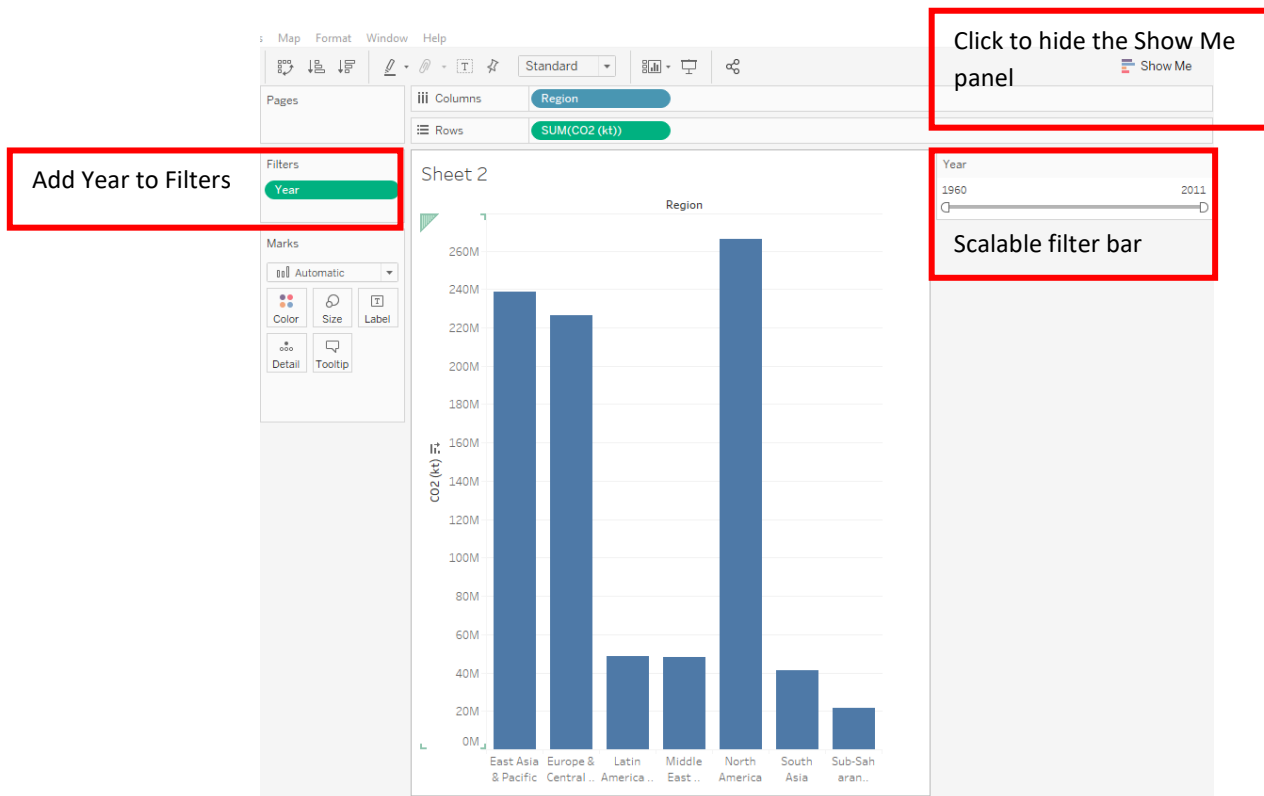 s Map Format Window Help
Click to hide the Show Me
panel
Standard
Show Me
Pages
Columns
Region
Rows
SUM(CO2 (kt))
Add Year to Filters
Filters
Year
Sheet 2
Year
1960 2011
Scalable filter bar
Region
Marks
Automatic
Color Size Label
Detail Tooltip
CO2 (kt)
260M
240M
220M
200M
180M
160M
140M
120M
100M
80M
60M
40M
20M
0M
East Asia Europe & Latin Middle North South Sub-Sah
& Pacific Central .. America .. East .. America Asia aran..